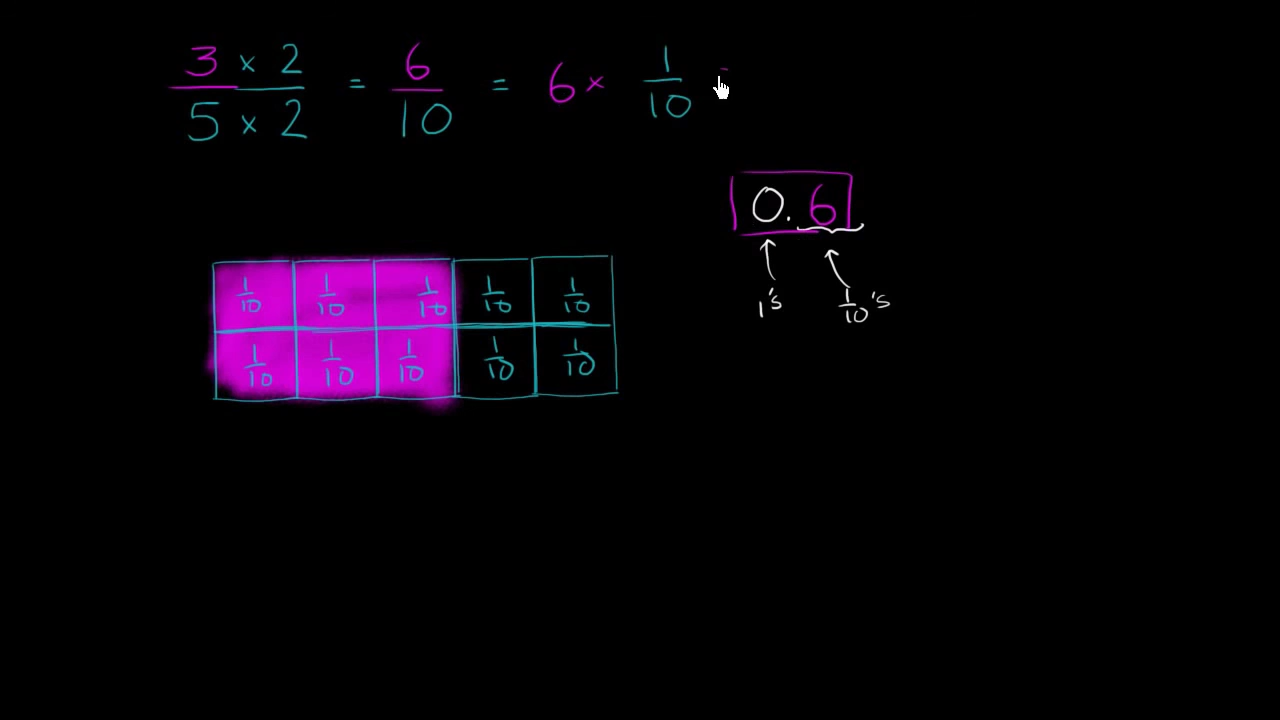 3 × 2 / 5 × 2 = 6/10 = 6 × 1/10
0.6
1's 1/10's
1/10 1/10 1/10 1/10 1/10
1/10 1/10 1/10 1/10 1/10